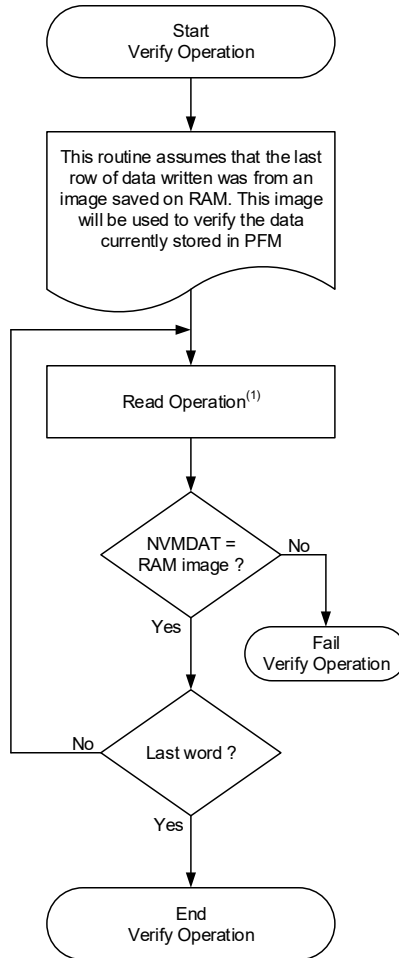 Start
Verify Operation
This routine assumes that the last
row of data written was from an
image saved on RAM. This image
will be used to verify the data
currently stored in PFM
Read Operation(1)
NVMDAT =
RAM image ?
No
Yes
Fail
Verify Operation
No
Last word ?
Yes
End
Verify Operation